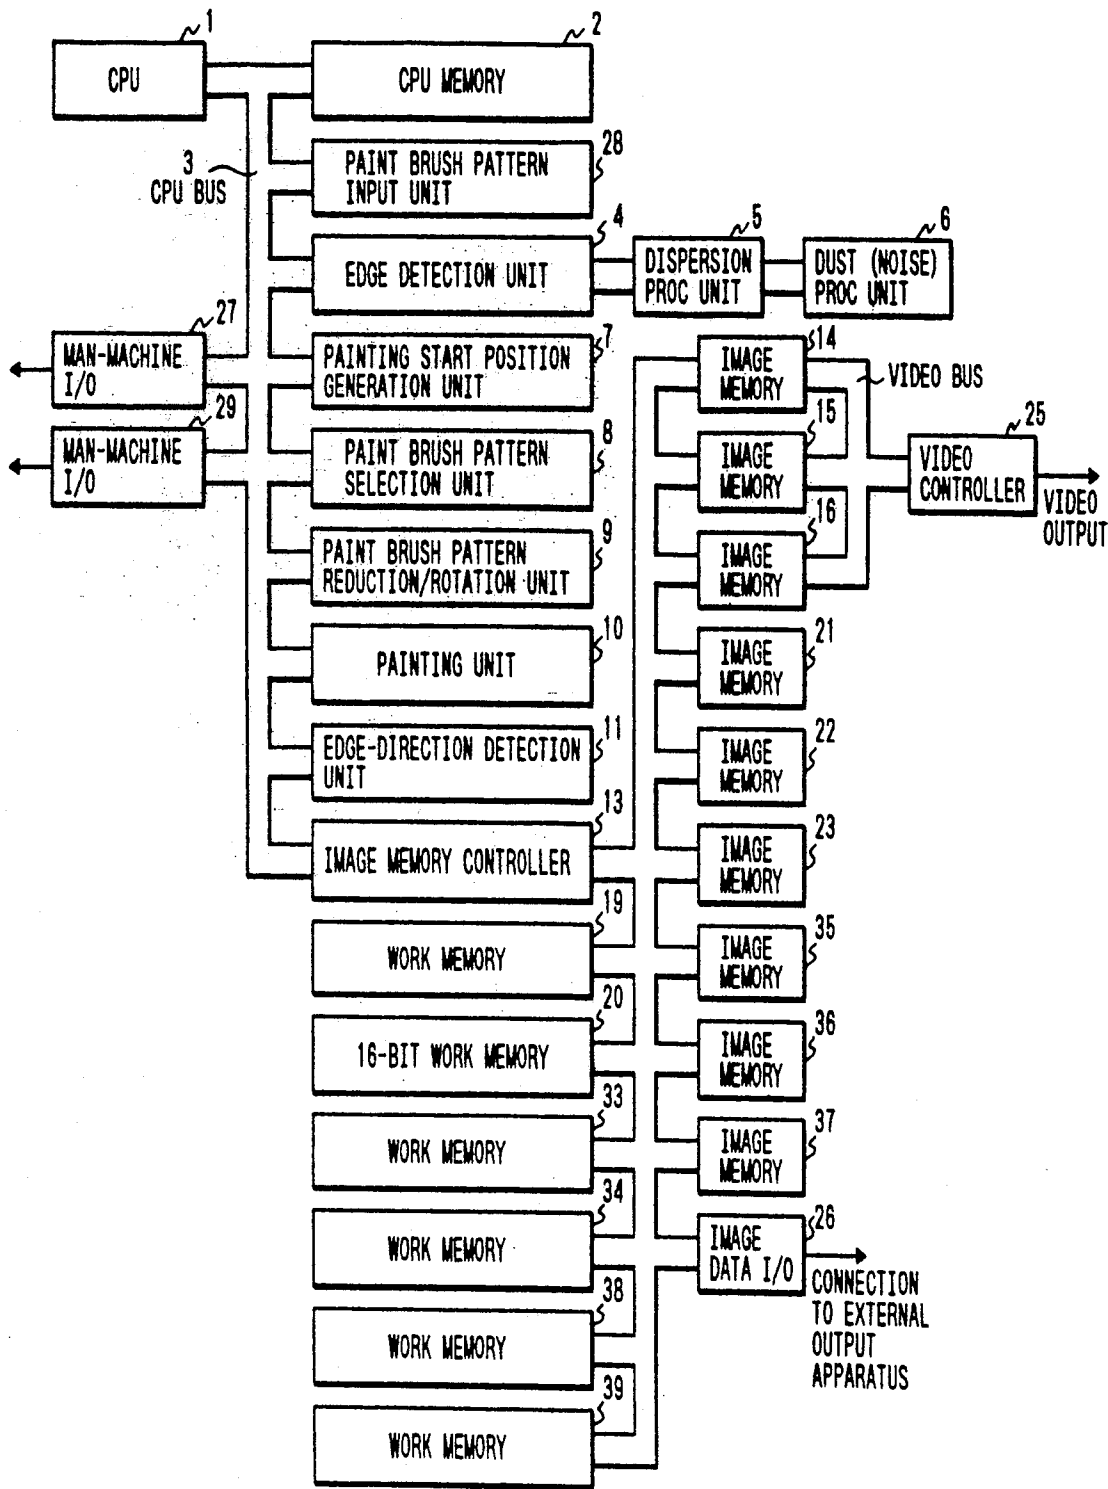 1
CPU
2
CPU MEMORY
3
CPU BUS
28
PAINT BRUSH PATTERN
INPUT UNIT
4
EDGE DETECTION UNIT
5
DISPERSION
PROC UNIT
6
DUST (NOISE)
PROC UNIT
27
MAN-MACHINE
I/O
29
MAN-MACHINE
I/O
7
PAINTING START POSITION
GENERATION UNIT
8
PAINT BRUSH PATTERN
SELECTION UNIT
9
PAINT BRUSH PATTERN
REDUCTION/ROTATION UNIT
10
PAINTING UNIT
11
EDGE-DIRECTION DETECTION
UNIT
13
IMAGE MEMORY CONTROLLER
19
WORK MEMORY
20
16-BIT WORK MEMORY
33
WORK MEMORY
34
WORK MEMORY
38
WORK MEMORY
39
WORK MEMORY
14
IMAGE
MEMORY
VIDEO BUS
15
IMAGE
MEMORY
16
IMAGE
MEMORY
25
VIDEO
CONTROLLER
VIDEO
OUTPUT
21
IMAGE
MEMORY
22
IMAGE
MEMORY
23
IMAGE
MEMORY
35
IMAGE
MEMORY
36
IMAGE
MEMORY
37
IMAGE
MEMORY
26
IMAGE
DATA I/O
CONNECTION
TO EXTERNAL
OUTPUT
APPARATUS